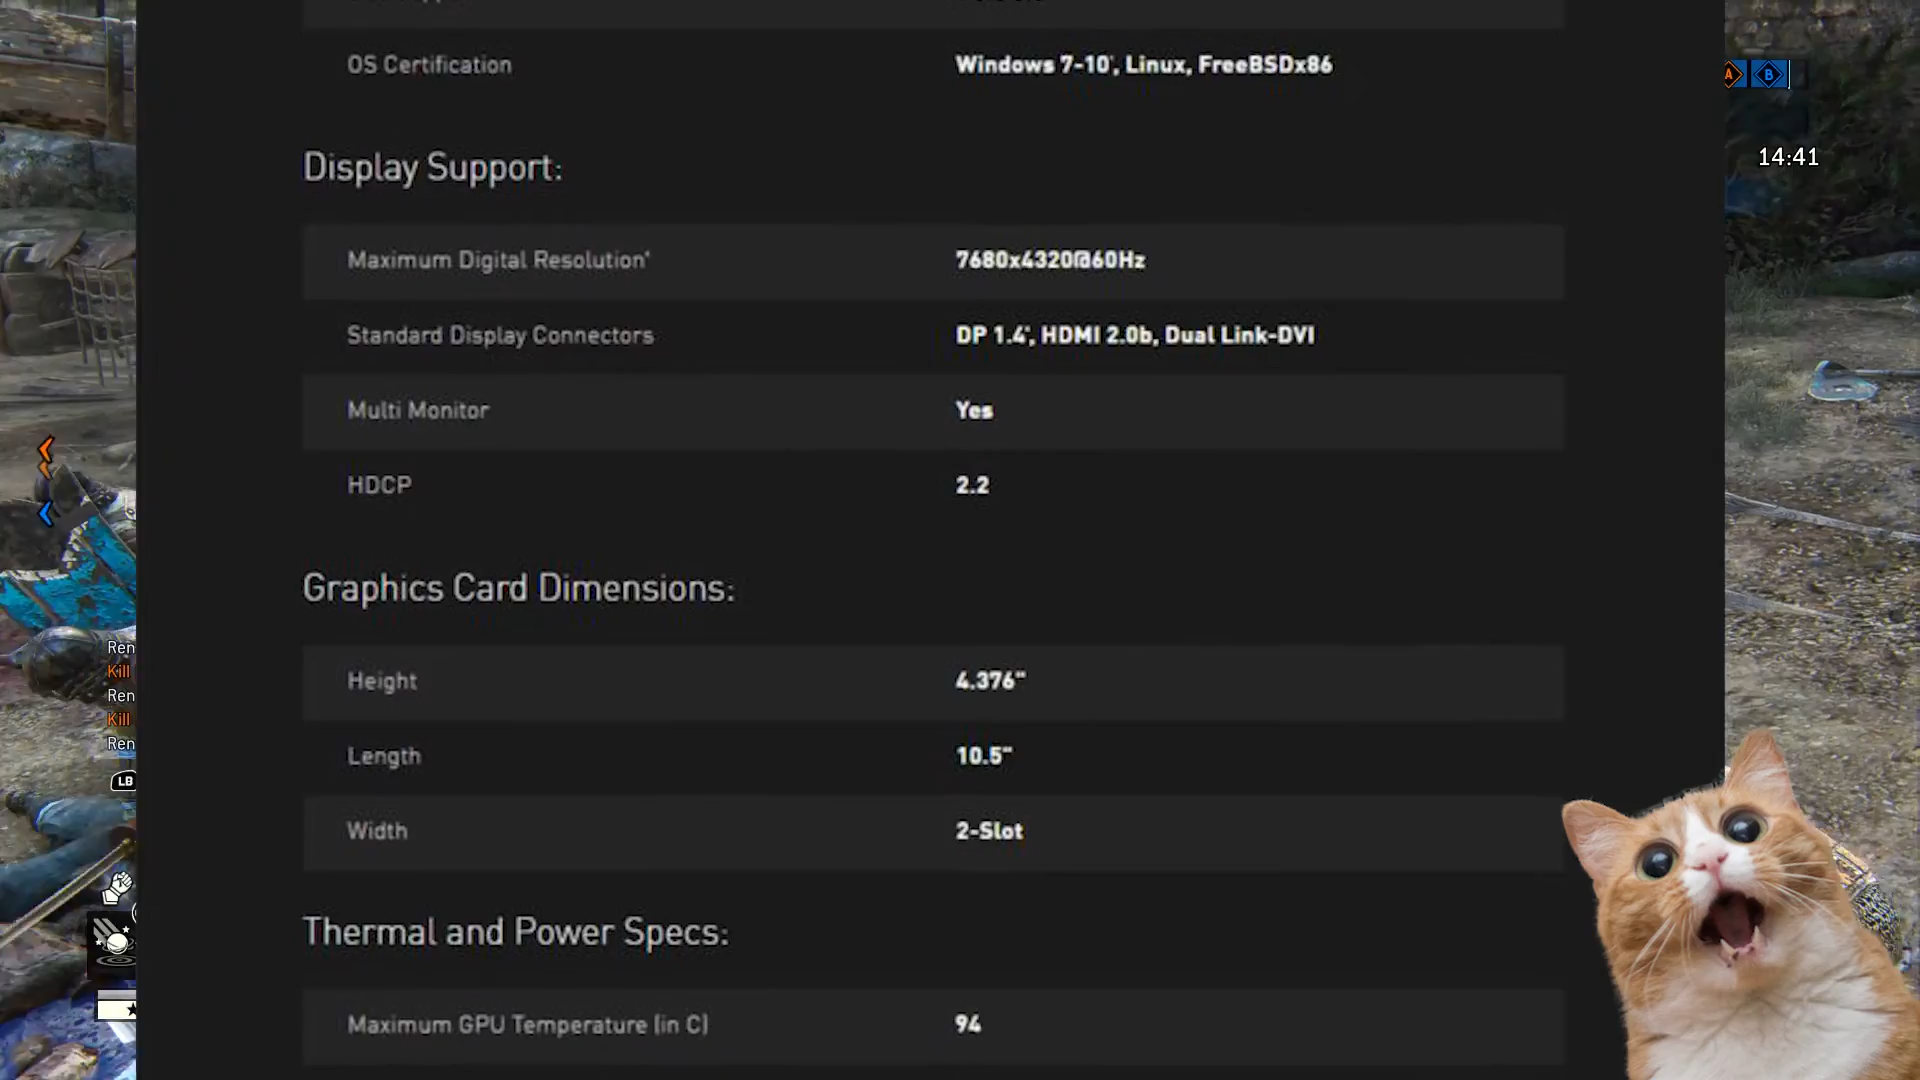 OS Certification Windows 7-10*, Linux, FreeBSDx86
A B
Display Support:
14:41
Maximum Digital Resolution* 7680x4320@60Hz
Standard Display Connectors DP 1.4*, HDMI 2.0b, Dual Link-DVI
Multi Monitor Yes
HDCP 2.2
Graphics Card Dimensions:
Ren
Kill
Height 4.376"
Ren
Kill
Ren
Length 10.5"
LB
Width 2-Slot
Thermal and Power Specs:
Maximum GPU Temperature (in C) 94